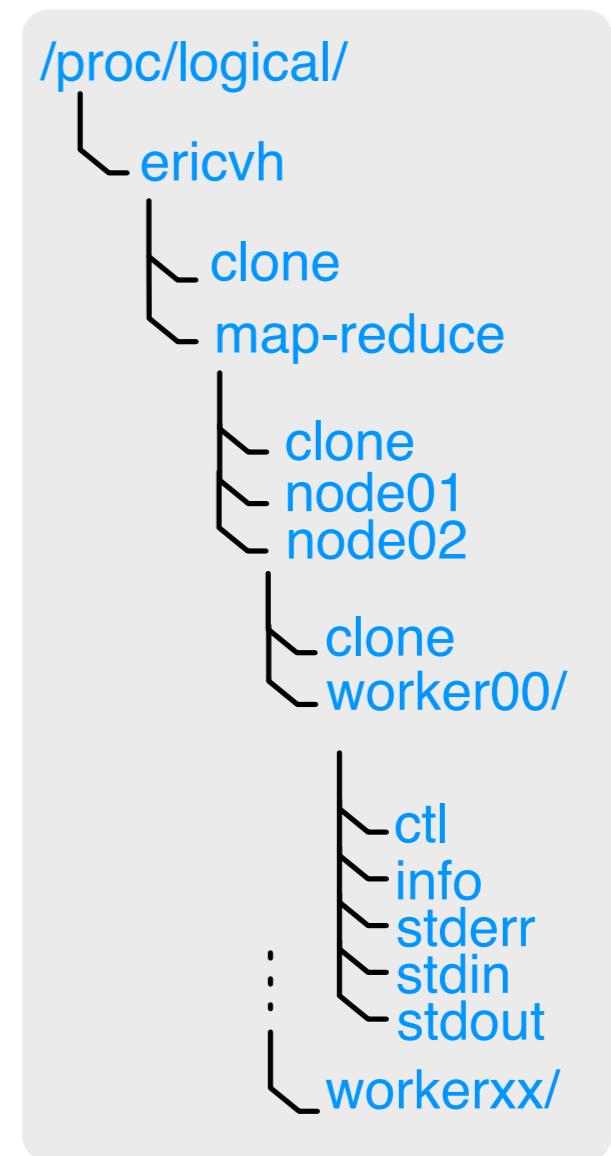 /proc/logical/
ericvh
clone
map-reduce
clone
node01
node02
clone
worker00/
ctl
info
stderr
stdin
stdout
workerxx/